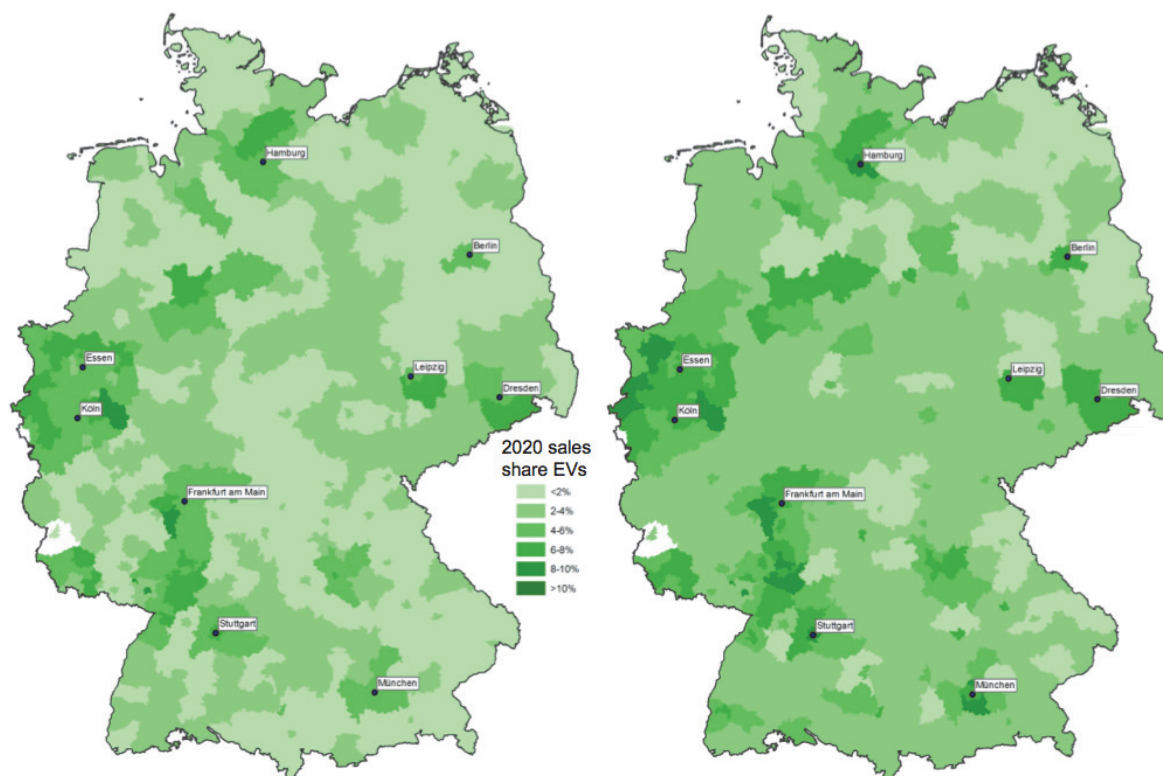 Hamburg
Berlin
Essen
Leipzig
Dresden
Köln
2020 sales
share EVs
<2%
2-4%
4-6%
6-8%
8-10%
>10%
Frankfurt am Main
Stuttgart
München
Hamburg
Berlin
Essen
Leipzig
Dresden
Köln
Frankfurt am Main
Stuttgart
München